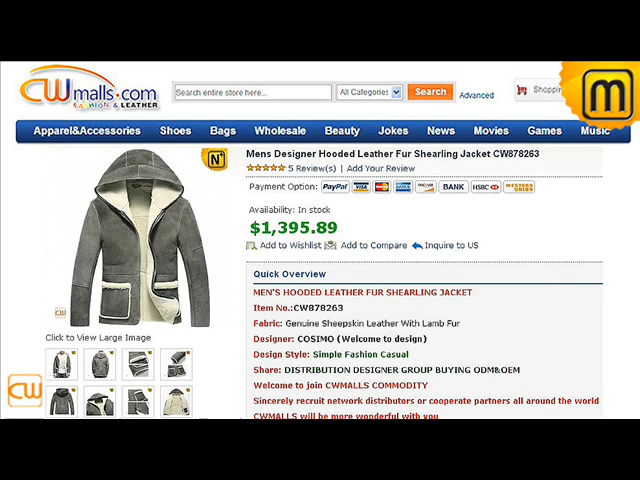 CWmalls.com
FASHION & LEATHER
Search entire store here...
All Categories
Search
Advanced
Shopping
M
Apparel&Accessories Shoes Bags Wholesale Beauty Jokes News Movies Games Music
N
Mens Designer Hooded Leather Fur Shearling Jacket CW878263
5 Review(s) | Add Your Review
Payment Option: PayPal VISA MasterCard AMEX DISCOVER BANK HSBC WESTERN UNION
Availability: In stock
$1,395.89
Add to Wishlist Add to Compare Inquire to US
Quick Overview
MEN'S HOODED LEATHER FUR SHEARLING JACKET
Item No.:CW878263
Fabric: Genuine Sheepskin Leather With Lamb Fur
Designer: COSIMO (Welcome to design)
Design Style: Simple Fashion Casual
Share: DISTRIBUTION DESIGNER GROUP BUYING ODM&OEM
Welcome to join CWMALLS COMMODITY
Sincerely recruit network distributors or cooperate partners all around the world
CWMALLS will be more wonderful with you
CW
Click to View Large Image
CW